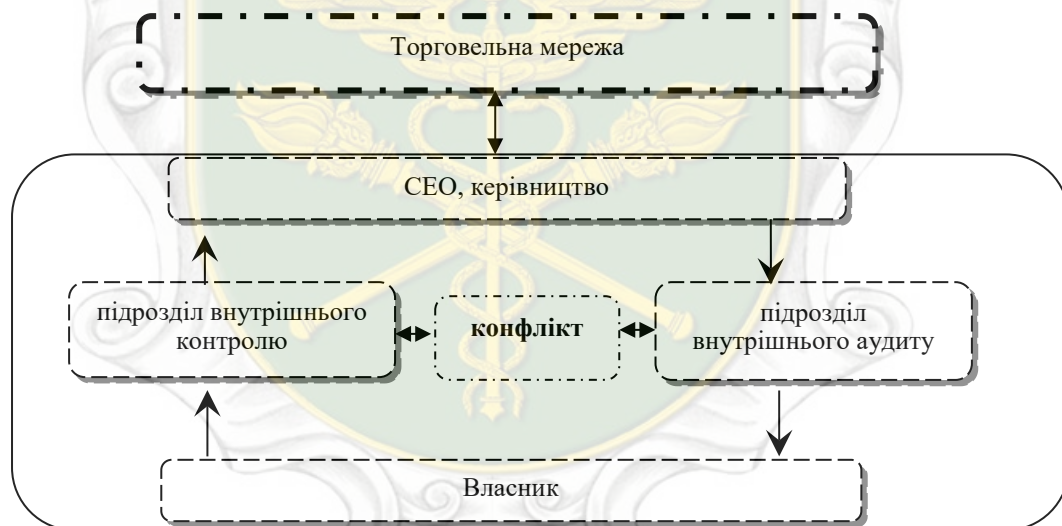 Торговельна мережа
СЕО, керівництво
підрозділ внутрішнього
контролю
конфлікт
підрозділ
внутрішнього аудиту
Власник